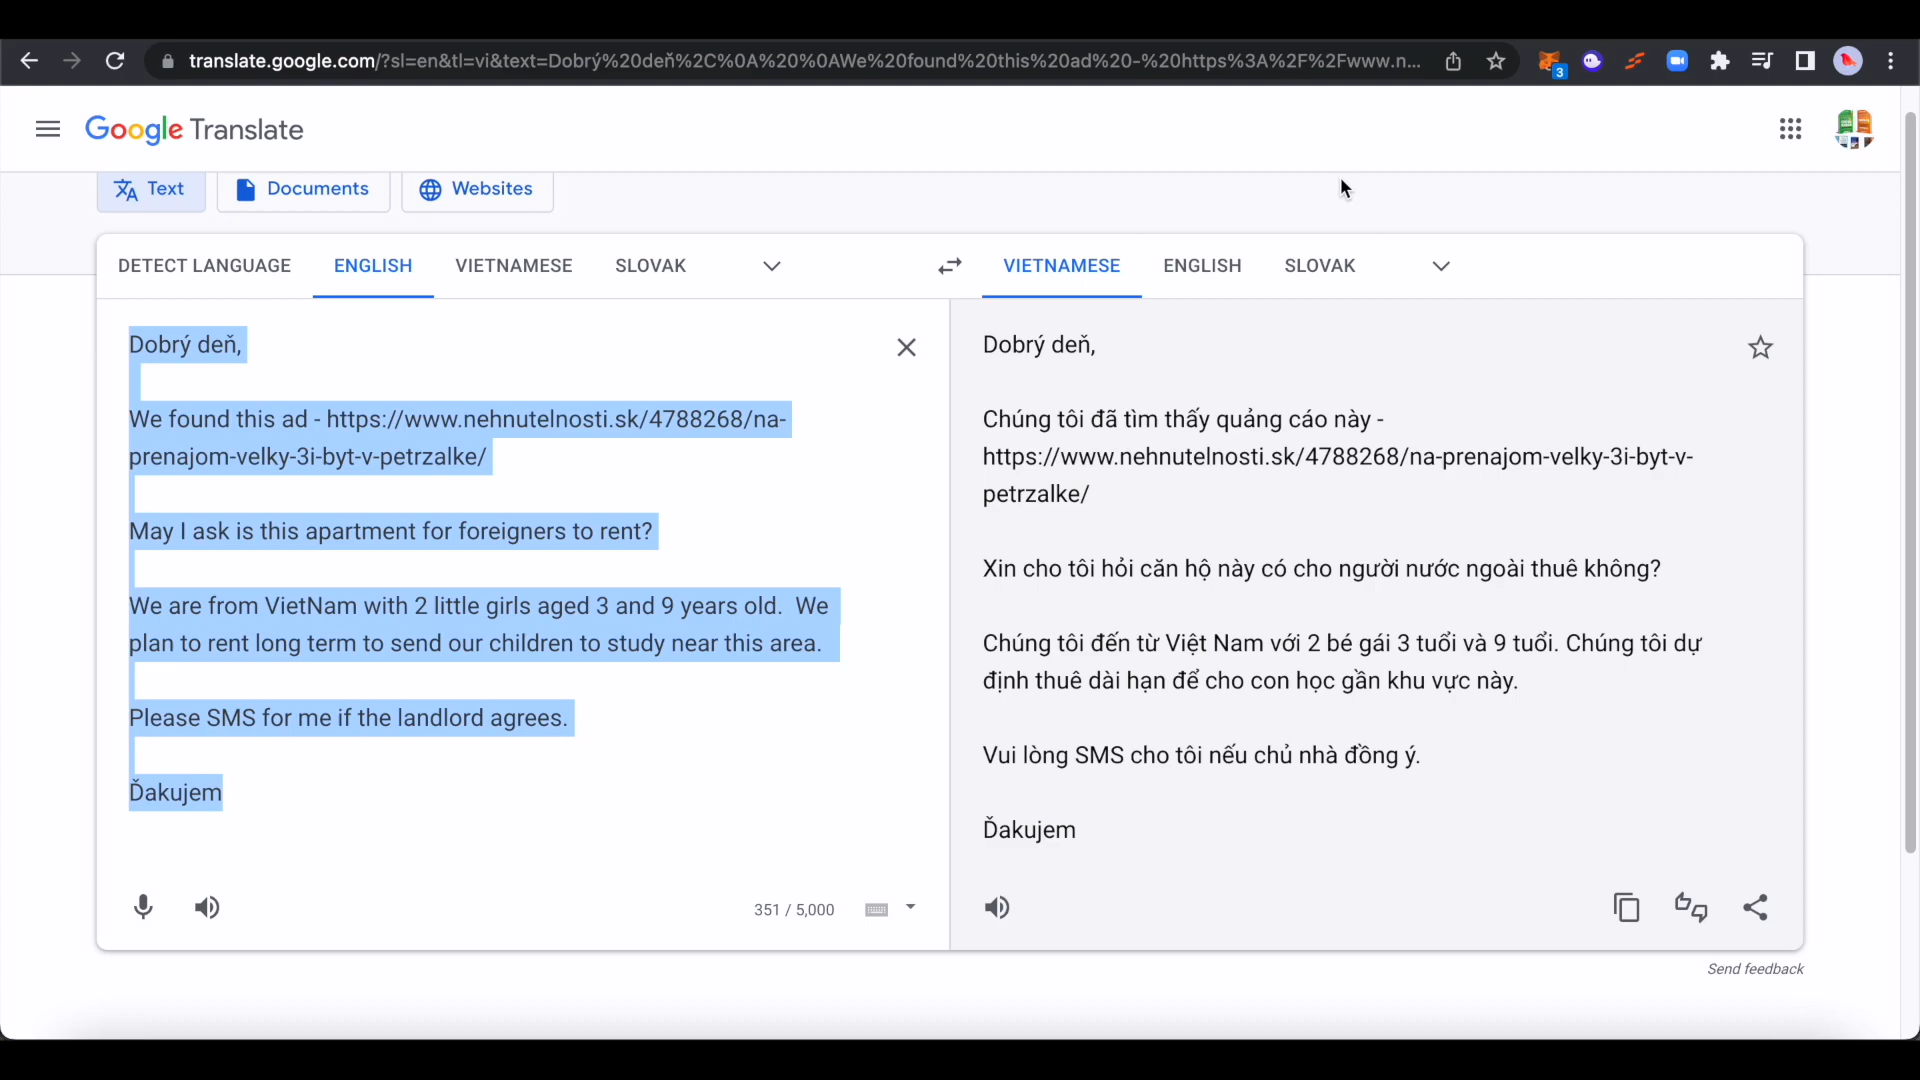 translate.google.com/?sl=en&tl=vi&text=Dobrý%20deň%2C%0A%20%0AWe%20found%20this%20ad%20-%20https%3A%2F%2Fwww.n...
3
Google Translate
Text
Documents
Websites
DETECT LANGUAGE
ENGLISH
VIETNAMESE
SLOVAK
VIETNAMESE
ENGLISH
SLOVAK
Dobrý deň,
We found this ad - https://www.nehnutelnosti.sk/4788268/na-
prenajom-velky-3i-byt-v-petrzalke/
May I ask is this apartment for foreigners to rent?
We are from VietNam with 2 little girls aged 3 and 9 years old.  We
plan to rent long term to send our children to study near this area.
Please SMS for me if the landlord agrees.
Ďakujem
351 / 5,000
Dobrý deň,
Chúng tôi đã tìm thấy quảng cáo này -
https://www.nehnutelnosti.sk/4788268/na-prenajom-velky-3i-byt-v-
petrzalke/
Xin cho tôi hỏi căn hộ này có cho người nước ngoài thuê không?
Chúng tôi đến từ Việt Nam với 2 bé gái 3 tuổi và 9 tuổi. Chúng tôi dự
định thuê dài hạn để cho con học gần khu vực này.
Vui lòng SMS cho tôi nếu chủ nhà đồng ý.
Ďakujem
Send feedback